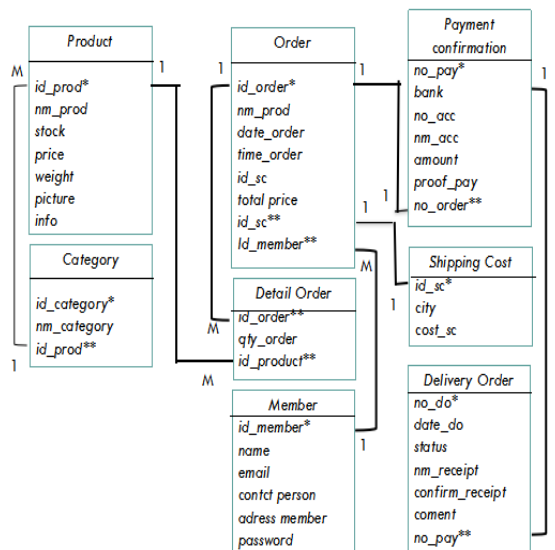 Product
M
1
id_prod*
nm_prod
stock
price
weight
picture
info
Category
id_category*
nm_category
id_prod**
1
Order
1
1
id_order*
nm_prod
date_order
time_order
id_sc
total price
id_sc**
Id_member**
1
M
Detail Order
id_order**
qty_order
id_product**
M
M
Member
id_member*
name
email
contct person
adress member
password
1
Payment
confirmation
no_pay*
bank
no_acc
nm_acc
amount
proof_pay
no_order**
1
1
Shipping Cost
id_sc*
city
cost_sc
1
Delivery Order
no_do*
date_do
status
nm_receipt
confirm_receipt
coment
no_pay**